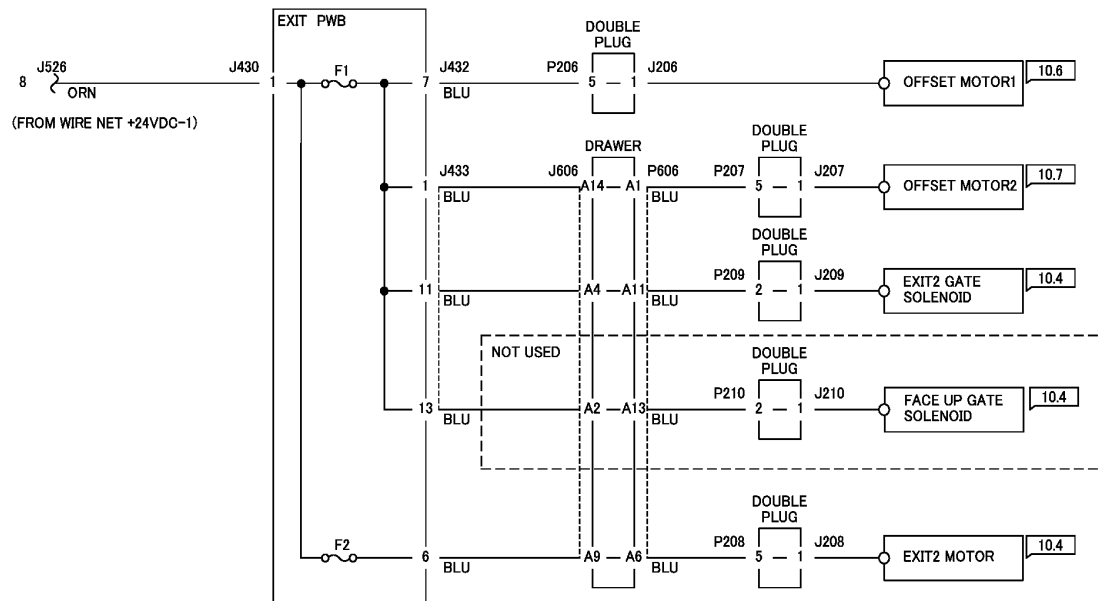 EXIT PWB
DOUBLE
PLUG
8 J526 J430 1 F1 7 J432 P206 5 1 J206 OFFSET MOTOR1 10.6
ORN BLU
(FROM WIRE NET +24VDC-1)
DRAWER
DOUBLE
PLUG
1 J433 J606 A14 A1 P606 P207 5 1 J207 OFFSET MOTOR2 10.7
BLU BLU
DOUBLE
PLUG
11 A4 A11 P209 2 1 J209 EXIT2 GATE
SOLENOID 10.4
BLU BLU
NOT USED
DOUBLE
PLUG
13 A2 A13 P210 2 1 J210 FACE UP GATE
SOLENOID 10.4
BLU BLU
DOUBLE
PLUG
F2 6 A9 A6 P208 5 1 J208 EXIT2 MOTOR 10.4
BLU BLU